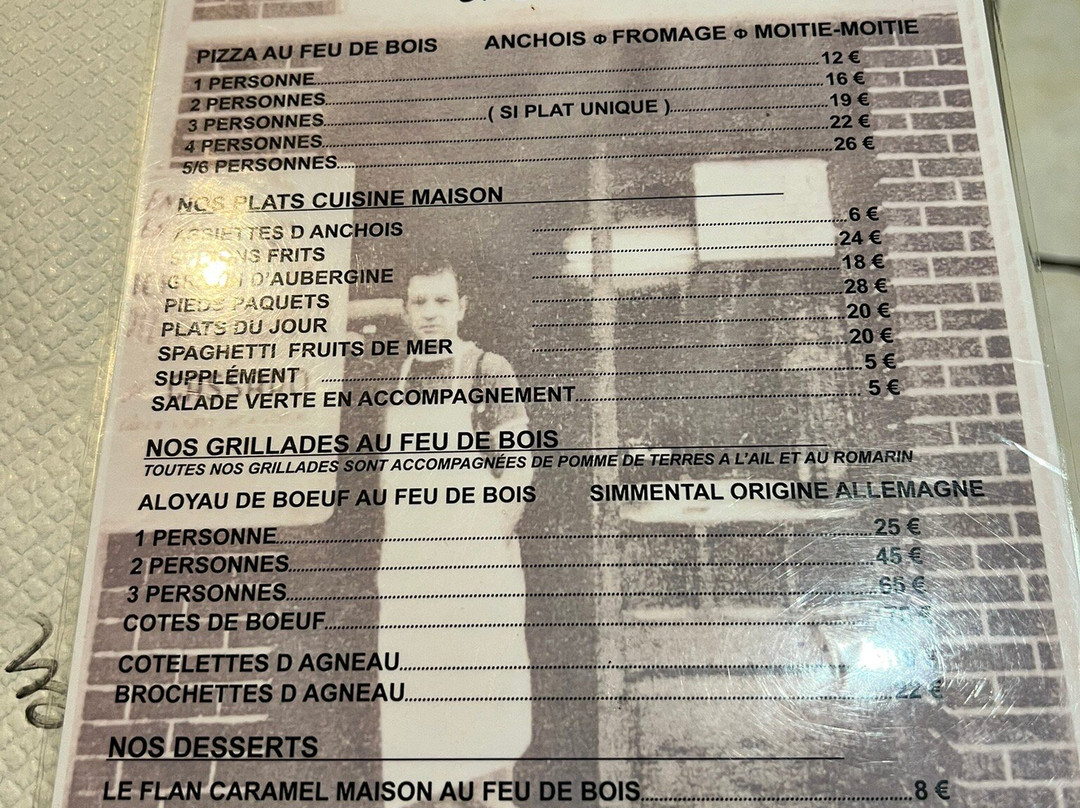 PIZZA AU FEU DE BOIS ANCHOIS Φ FROMAGE Φ MOITIE-MOITIE
1 PERSONNE 12 €
2 PERSONNES 16 €
3 PERSONNES ( SI PLAT UNIQUE ) 19 €
4 PERSONNES 22 €
5/6 PERSONNES 26 €
NOS PLATS CUISINE MAISON
ASSIETTES D ANCHOIS 6 €
FRITS 24 €
D'AUBERGINE 18 €
PIEDS PAQUETS 28 €
PLATS DU JOUR 20 €
SPAGHETTI FRUITS DE MER 20 €
SUPPLÉMENT 5 €
SALADE VERTE EN ACCOMPAGNEMENT 5 €
NOS GRILLADES AU FEU DE BOIS
TOUTES NOS GRILLADES SONT ACCOMPAGNÉES DE POMME DE TERRES A L'AIL ET AU ROMARIN
ALOYAU DE BOEUF AU FEU DE BOIS SIMMENTAL ORIGINE ALLEMAGNE
1 PERSONNE 25 €
2 PERSONNES 45 €
3 PERSONNES 65 €
COTES DE BOEUF
COTELETTES D AGNEAU
BROCHETTES D AGNEAU 22 €
NOS DESSERTS
LE FLAN CARAMEL MAISON AU FEU DE BOIS 8 €